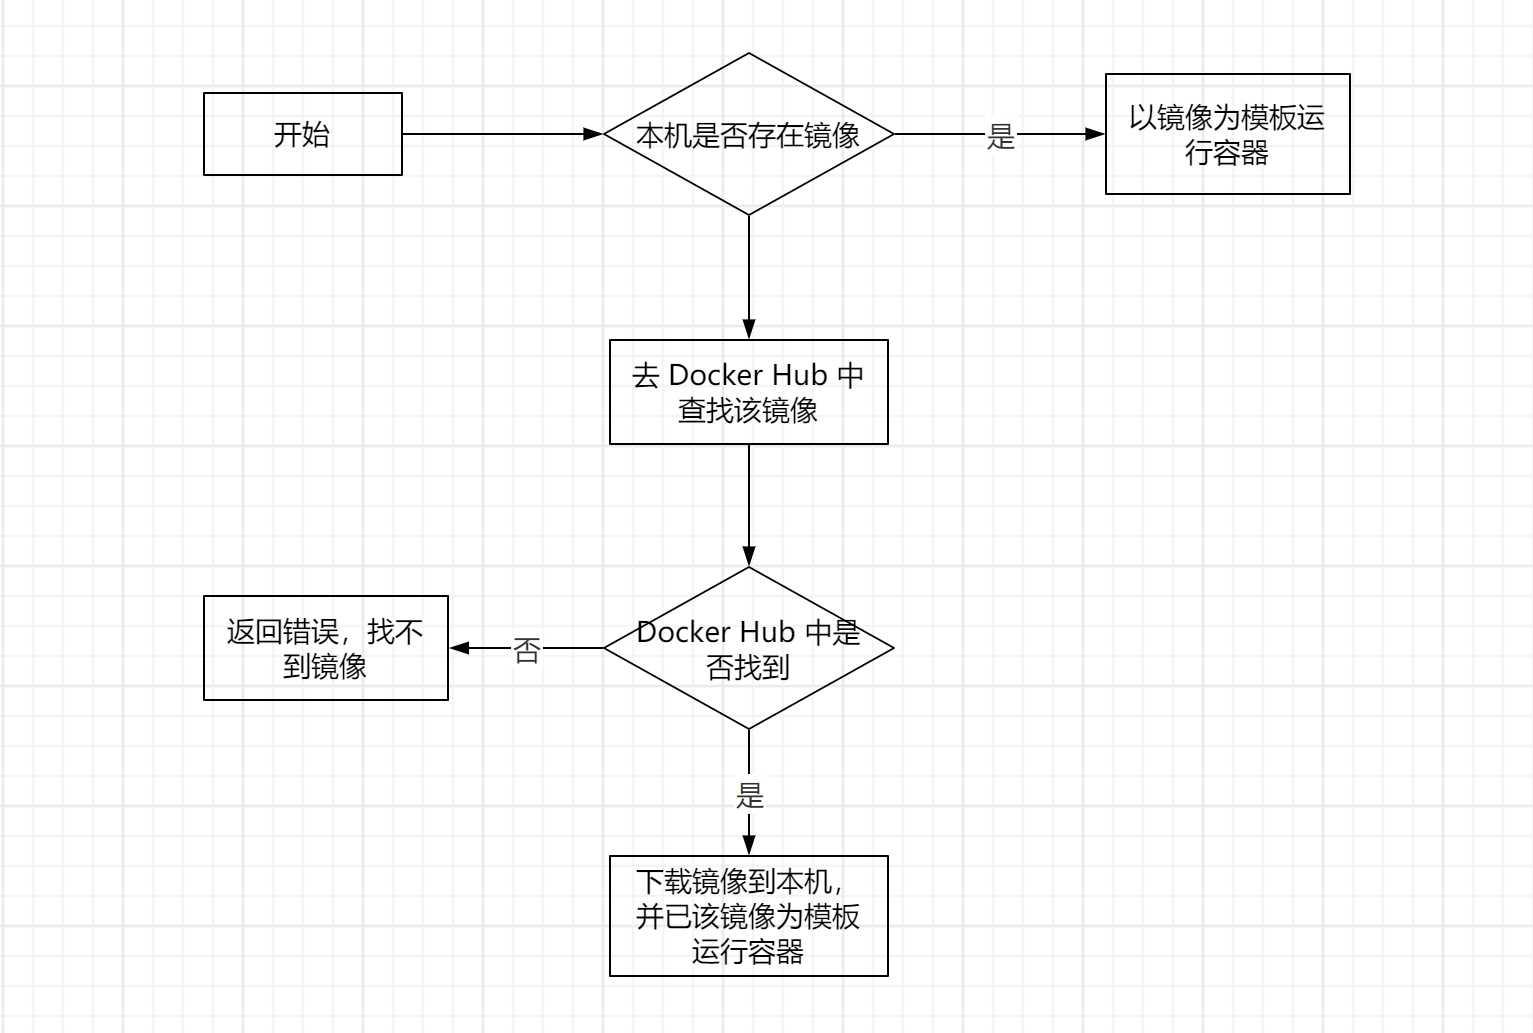 开始
本机是否存在镜像
是
以镜像为模板运
行容器
去 Docker Hub 中
查找该镜像
返回错误，找不
到镜像
否
Docker Hub 中是
否找到
是
下载镜像到本机，
并已该镜像为模板
运行容器